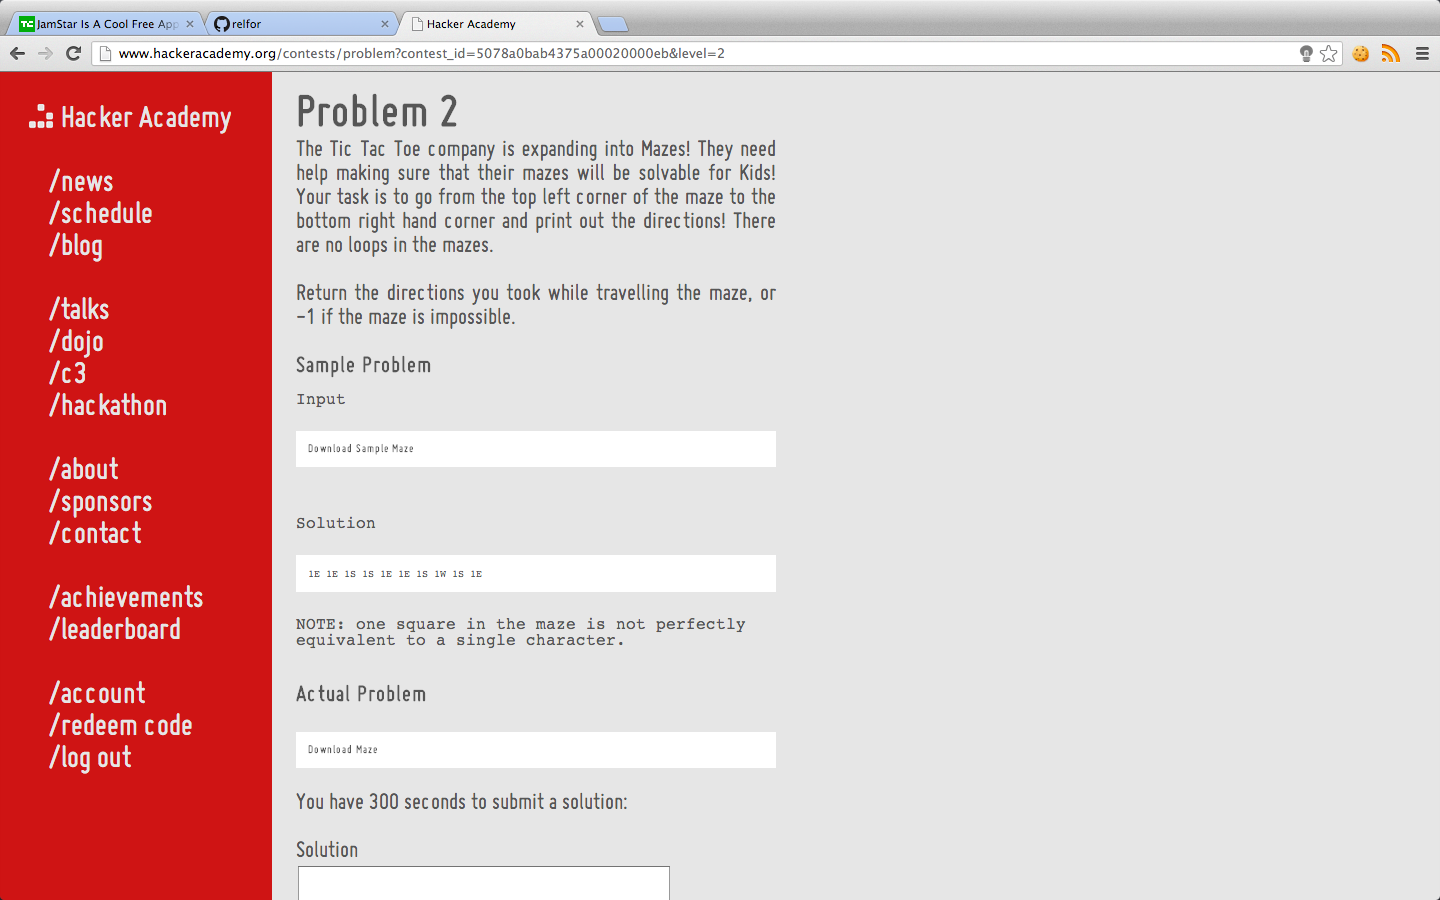 JamStar Is A Cool Free App
relfor
Hacker Academy
www.hackeracademy.org/contests/problem?contest_id=5078a0bab4375a00020000eb&level=2
Hacker Academy
/news
/schedule
/blog
/talks
/dojo
/c3
/hackathon
/about
/sponsors
/contact
/achievements
/leaderboard
/account
/redeem code
/log out
Problem 2
The Tic Tac Toe company is expanding into Mazes! They need
help making sure that their mazes will be solvable for Kids!
Your task is to go from the top left corner of the maze to the
bottom right hand corner and print out the directions! There
are no loops in the mazes.
Return the directions you took while travelling the maze, or
-1 if the maze is impossible.
Sample Problem
Input
Download Sample Maze
Solution
1E 1E 1S 1S 1E 1E 1S 1W 1S 1E
NOTE: one square in the maze is not perfectly
equivalent to a single character.
Actual Problem
Download Maze
You have 300 seconds to submit a solution:
Solution